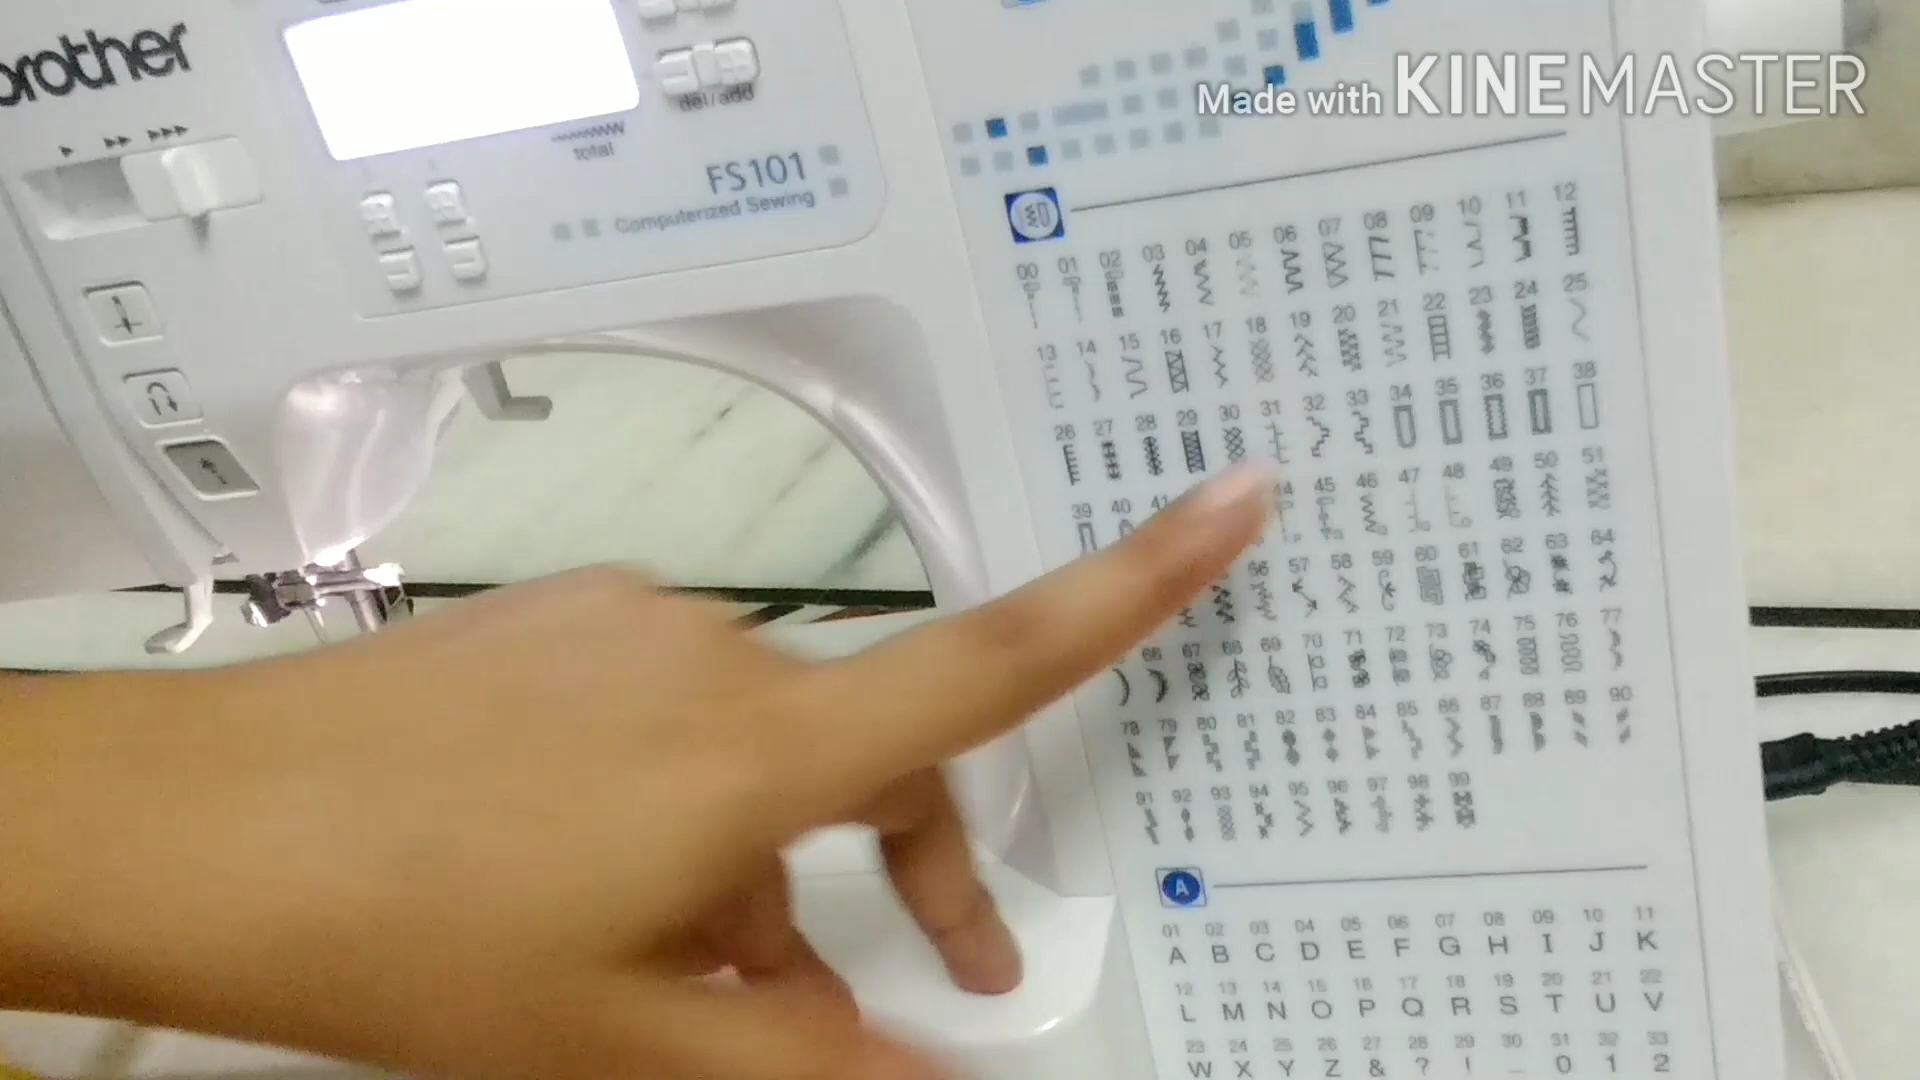 brother
del/add
total
FS101
Computerized Sewing
Made with KINEMASTER
00 01 02 03 04 05 06 07 08 09 10 11 12
13 14 15 16 17 18 19 20 21 22 23 24 25
26 27 28 29 30 31 32 33 34 35 36 37 38
39 40 41 44 45 46 47 48 49 50 51
57 58 59 60 61 62 63 64
66 67 68 69 70 71 72 73 74 75 76 77
78 79 80 81 82 83 84 85 86 87 88 89 90
91 92 93 94 95 96 97 98 99
A
01 02 03 04 05 06 07 08 09 10 11
A B C D E F G H I J K
12 13 14 15 16 17 18 19 20 21 22
L M N O P Q R S T U V
23 24 25 26 27 28 29 30 31 32 33
W X Y Z & ? ! _ 0 1 2